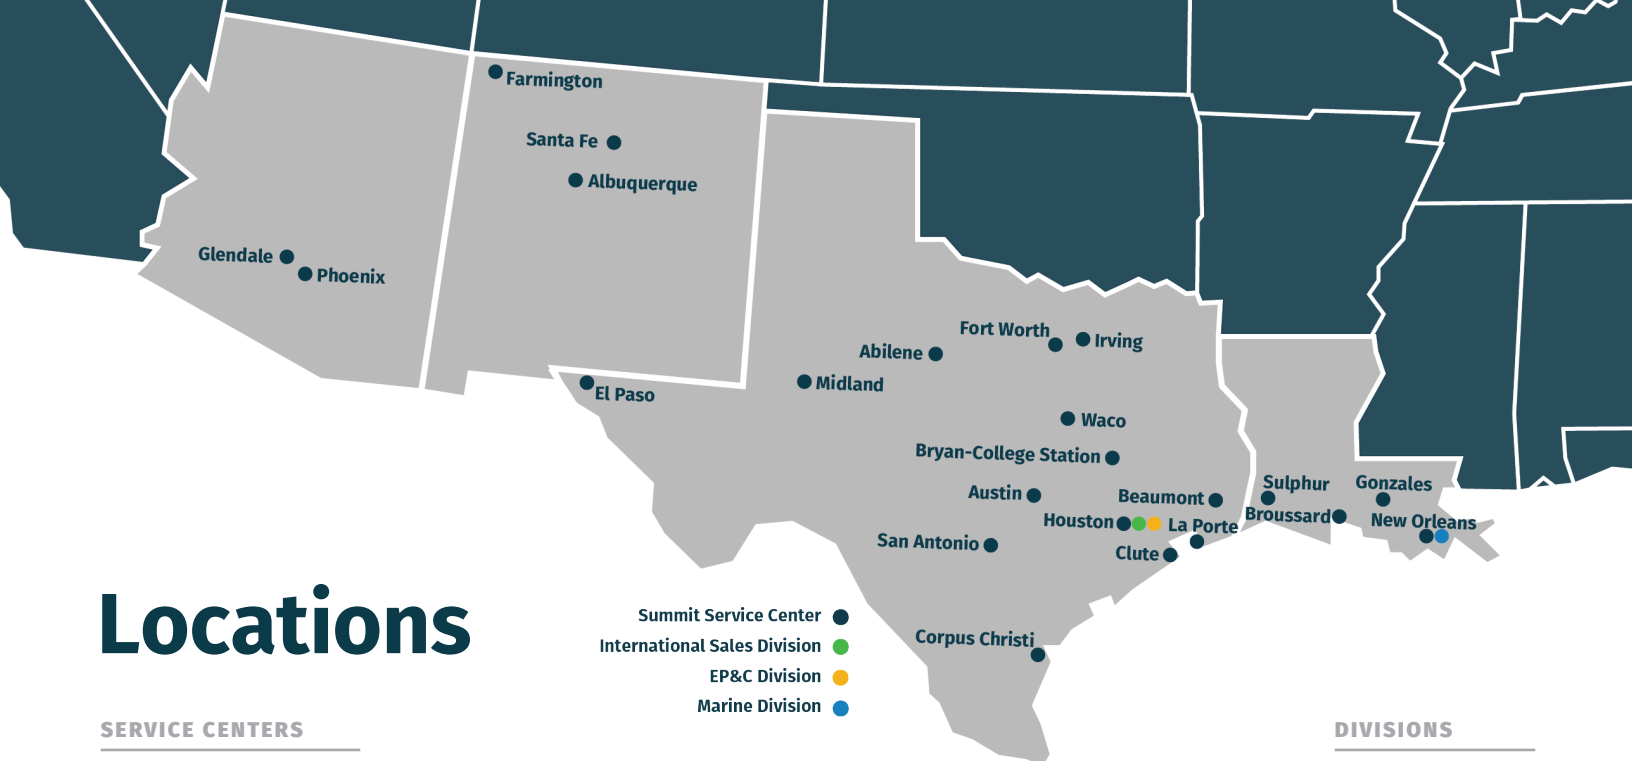 Farmington
Santa Fe
Albuquerque
Glendale
Phoenix
Fort Worth
Irving
Abilene
Midland
El Paso
Waco
Bryan-College Station
Austin
Beaumont
Sulphur
Gonzales
Houston
La Porte
Broussard
New Orleans
San Antonio
Clute
Corpus Christi
Locations
Summit Service Center
International Sales Division
EP&C Division
Marine Division
SERVICE CENTERS
DIVISIONS